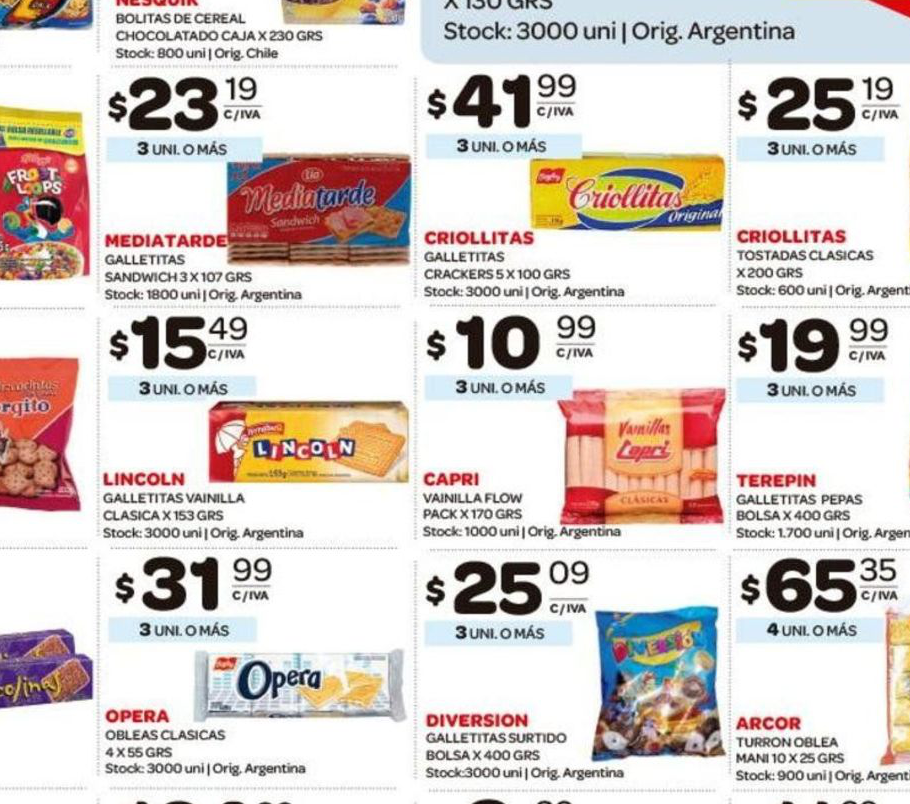 NESQUIK
BOLITAS DE CEREAL
CHOCOLATADO CAJA X 230 GRS
Stock: 800 uni | Orig. Chile
X 130 GRS
Stock: 3000 uni | Orig. Argentina
FROOT
LOOPS
$23 19
C/IVA
3 UNI. O MÁS
Lia
Mediatarde
Sandwich
MEDIATARDE
GALLETITAS
SANDWICH 3 X 107 GRS
Stock: 1800 uni | Orig. Argentina
$41 99
C/IVA
3 UNI. O MÁS
Bagley
Criollitas
Original
CRIOLLITAS
GALLETITAS
CRACKERS 5 X 100 GRS
Stock: 3000 uni | Orig. Argentina
$25 19
C/IVA
3 UNI. O MÁS
CRIOLLITAS
TOSTADAS CLASICAS
X 200 GRS
Stock: 600 uni | Orig. Argent
rgito
$15 49
C/IVA
3 UNI. O MÁS
Terrabusi
LINCOLN
LINCOLN
GALLETITAS VAINILLA
CLASICA X 153 GRS
Stock: 3000 uni | Orig. Argentina
$10 99
C/IVA
3 UNI. O MÁS
Vainillas
Capri
CLÁSICAS
CAPRI
VAINILLA FLOW
PACK X 170 GRS
Stock: 1000 uni | Orig. Argentina
$19 99
C/IVA
3 UNI. O MÁS
TEREPIN
GALLETITAS PEPAS
BOLSA X 400 GRS
Stock: 1.700 uni | Orig. Argen
olinas
$31 99
C/IVA
3 UNI. O MÁS
Bagley
Opera
OPERA
OBLEAS CLASICAS
4 X 55 GRS
Stock: 3000 uni | Orig. Argentina
$25 09
C/IVA
3 UNI. O MÁS
DIVERSIÓN
DIVERSION
GALLETITAS SURTIDO
BOLSA X 400 GRS
Stock:3000 uni | Orig. Argentina
$65 35
C/IVA
4 UNI. O MÁS
ARCOR
TURRON OBLEA
MANI 10 X 25 GRS
Stock: 900 uni | Orig. Argenti